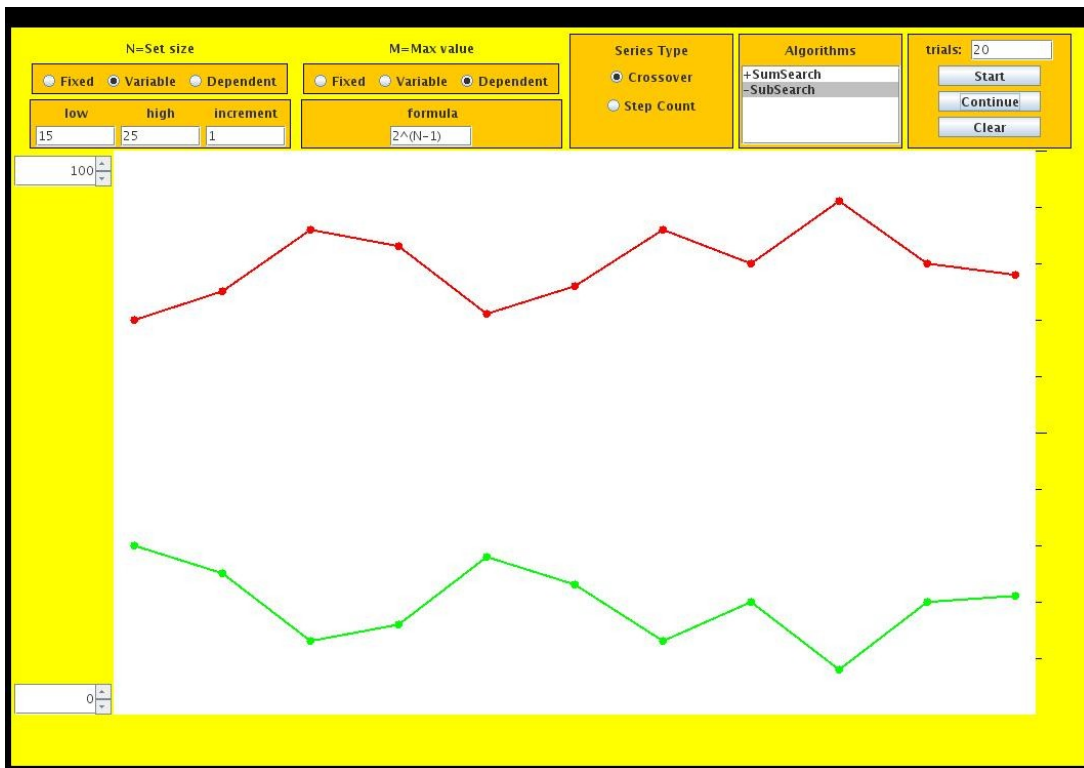 N=Set size
Fixed Variable Dependent
low high increment
15 25 1
M=Max value
Fixed Variable Dependent
formula
2^(N-1)
Series Type
Crossover
Step Count
Algorithms
+SumSearch
-SubSearch
trials: 20
Start
Continue
Clear
100
0